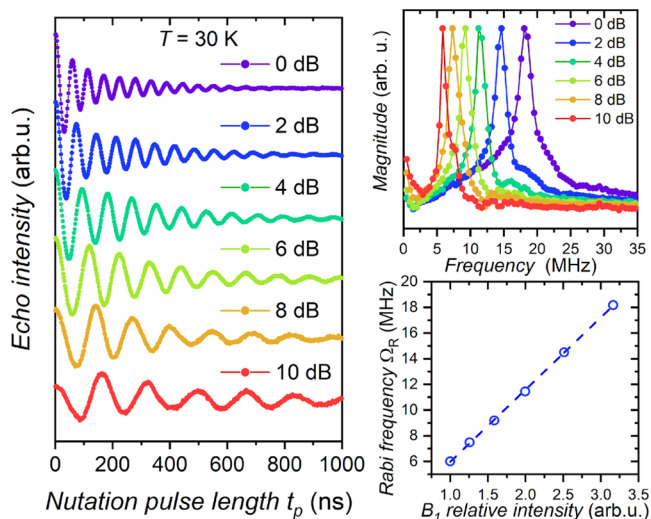 T = 30 K
0 dB
2 dB
4 dB
6 dB
8 dB
10 dB
Echo intensity (arb.u.)
0 200 400 600 800 1000
Nutation pulse length tp (ns)
0 dB
2 dB
4 dB
6 dB
8 dB
10 dB
Magnitude (arb. u.)
0 5 10 15 20 25 30 35
Frequency (MHz)
20
18
16
14
12
10
8
6
Rabi frequency ΩR (MHz)
1.0 1.5 2.0 2.5 3.0 3.5
B1 relative intensity (arb.u.)